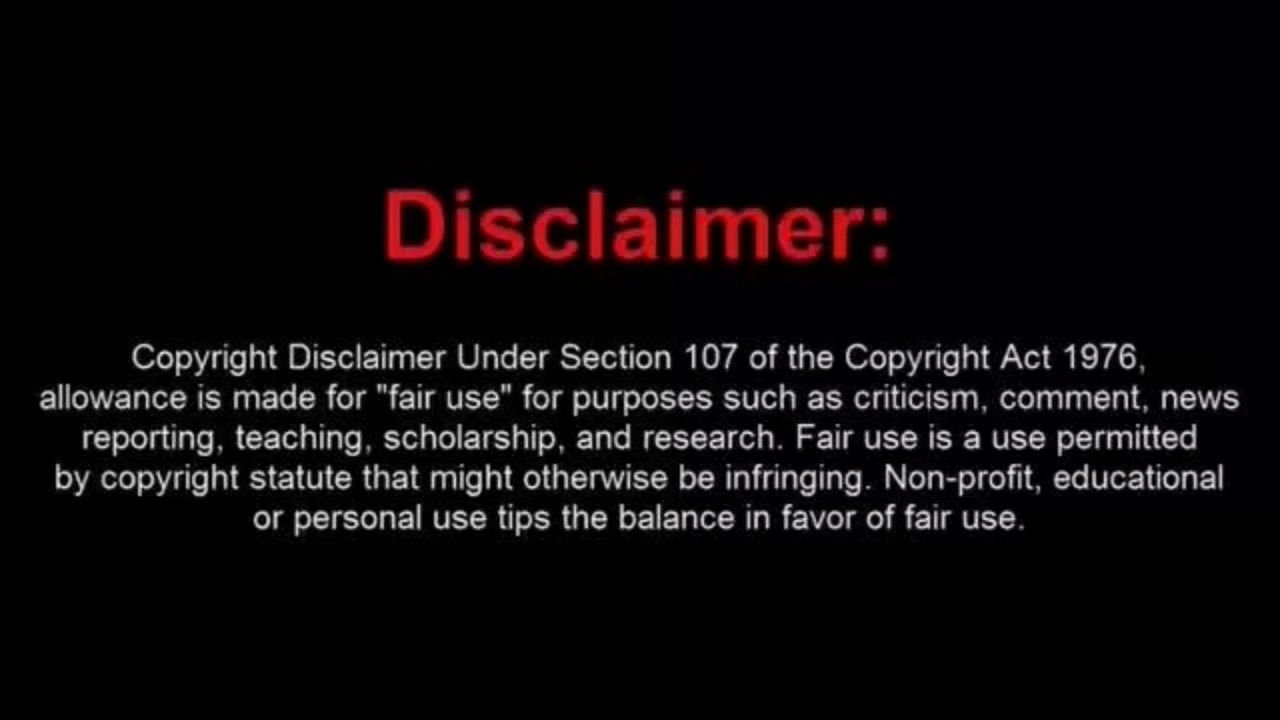 Disclaimer:
Copyright Disclaimer Under Section 107 of the Copyright Act 1976,
allowance is made for "fair use" for purposes such as criticism, comment, news
reporting, teaching, scholarship, and research. Fair use is a use permitted
by copyright statute that might otherwise be infringing. Non-profit, educational
or personal use tips the balance in favor of fair use.